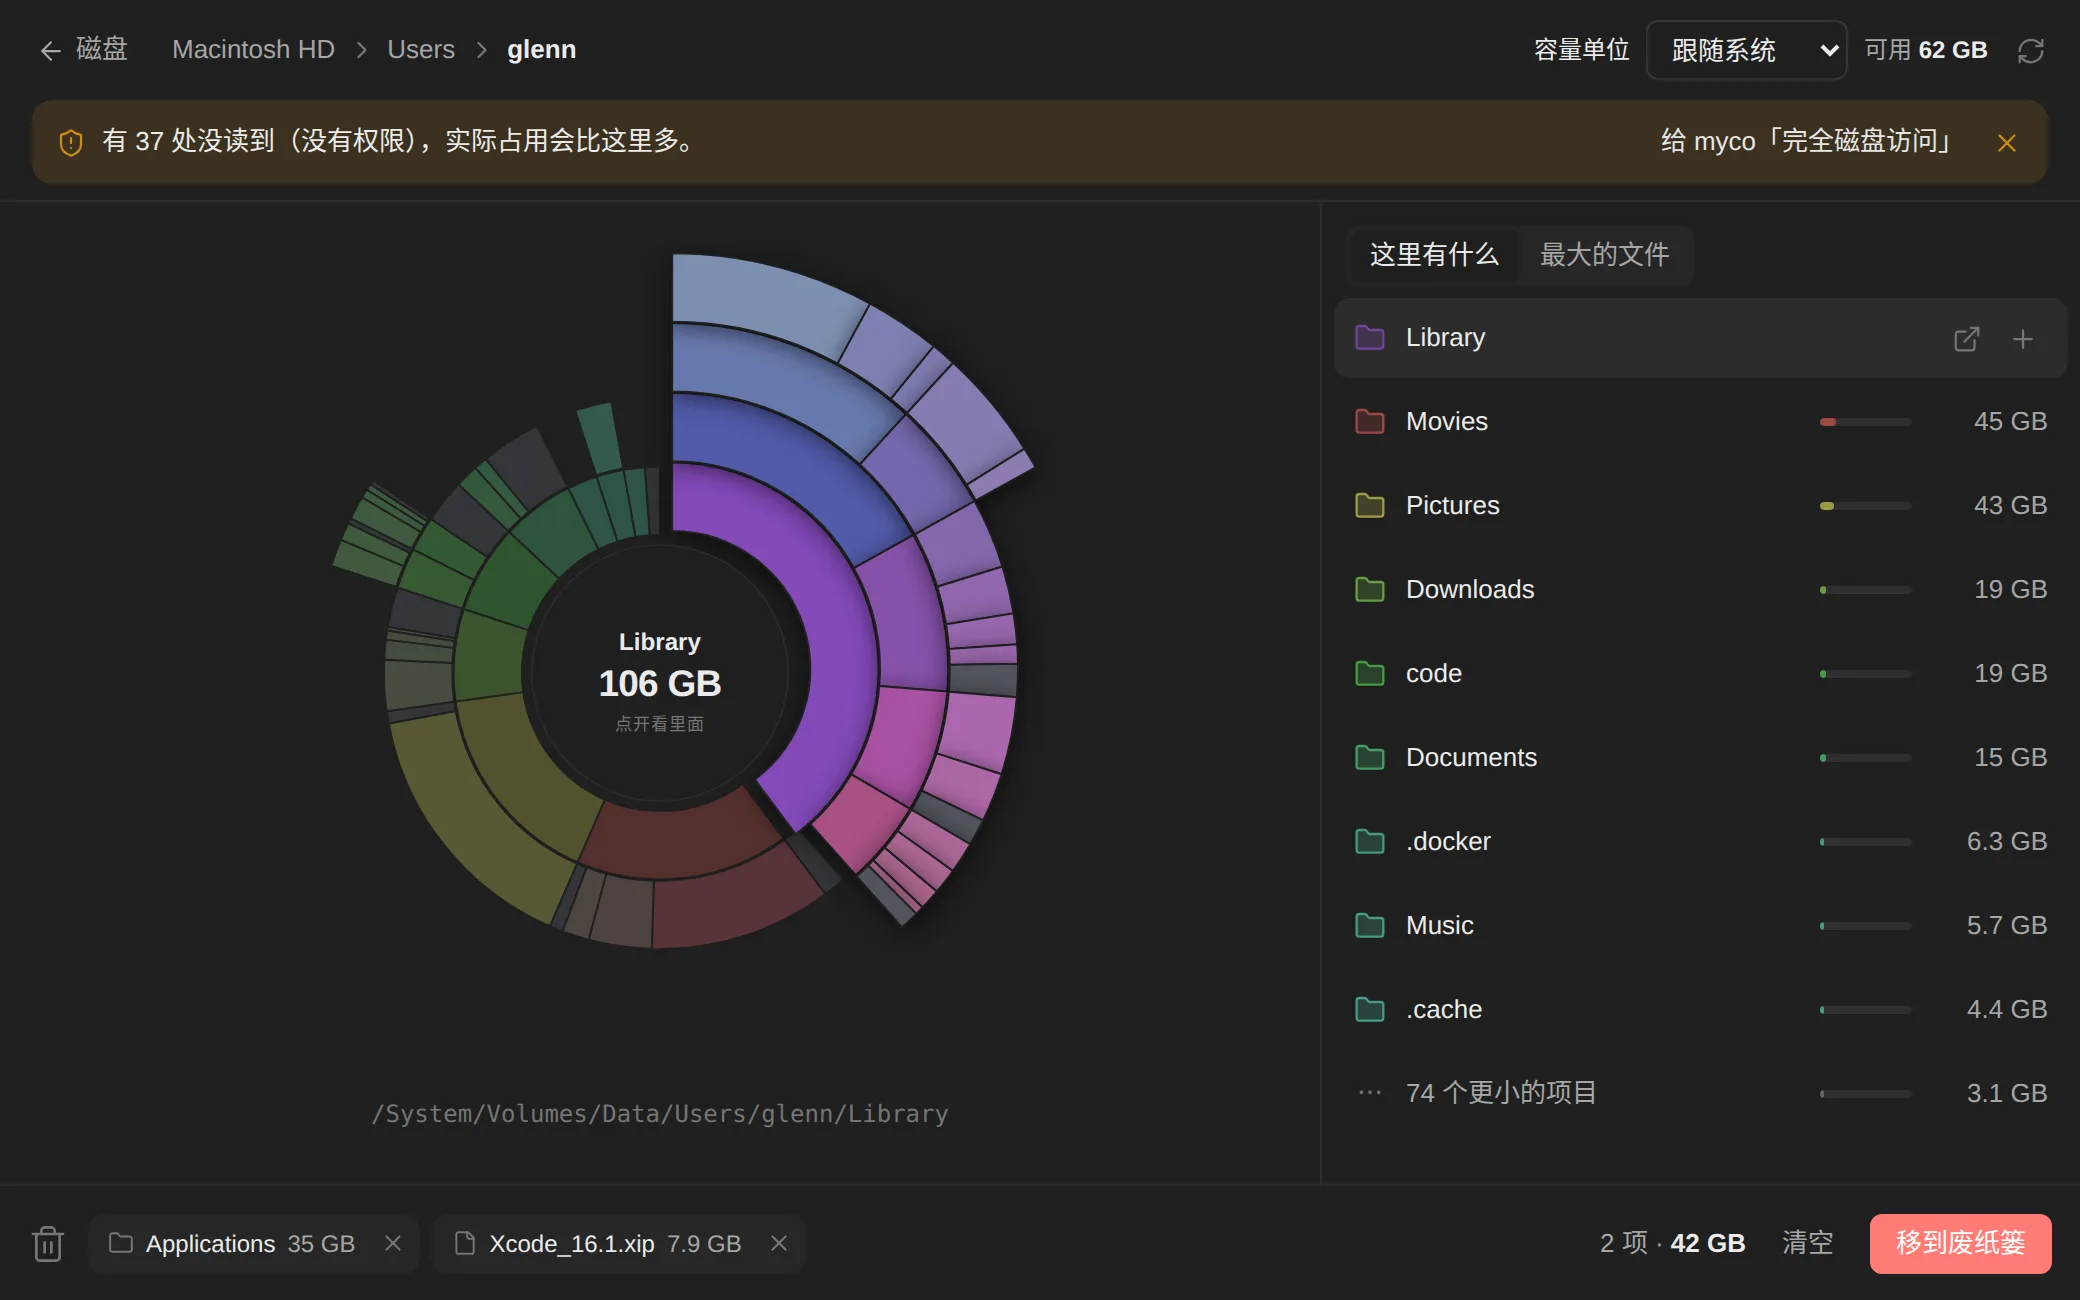 磁盘 Macintosh HD Users glenn 容量单位 跟随系统 可用 62 GB
有 37 处没读到（没有权限），实际占用会比这里多。 给 myco「完全磁盘访问」
这里有什么 最大的文件
Library
Movies 45 GB
Pictures 43 GB
Downloads 19 GB
code 19 GB
Documents 15 GB
.docker 6.3 GB
Music 5.7 GB
.cache 4.4 GB
74 个更小的项目 3.1 GB
Library
106 GB
点开看里面
/System/Volumes/Data/Users/glenn/Library
Applications 35 GB Xcode_16.1.xip 7.9 GB 2 项 · 42 GB 清空 移到废纸篓